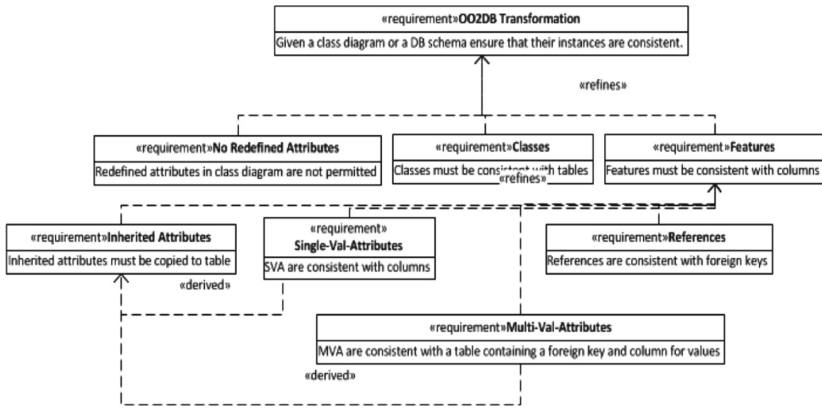 «requirement»OO2DB Transformation
Given a class diagram or a DB schema ensure that their instances are consistent.
«refines»
«requirement»No Redefined Attributes
Redefined attributes in class diagram are not permitted
«requirement»Classes
Classes must be consistent with tables
«requirement»Features
Features must be consistent with columns
«refines»
«requirement»Inherited Attributes
Inherited attributes must be copied to table
«requirement»
Single-Val-Attributes
SVA are consistent with columns
«requirement»References
References are consistent with foreign keys
«derived»
«requirement»Multi-Val-Attributes
MVA are consistent with a table containing a foreign key and column for values
«derived»